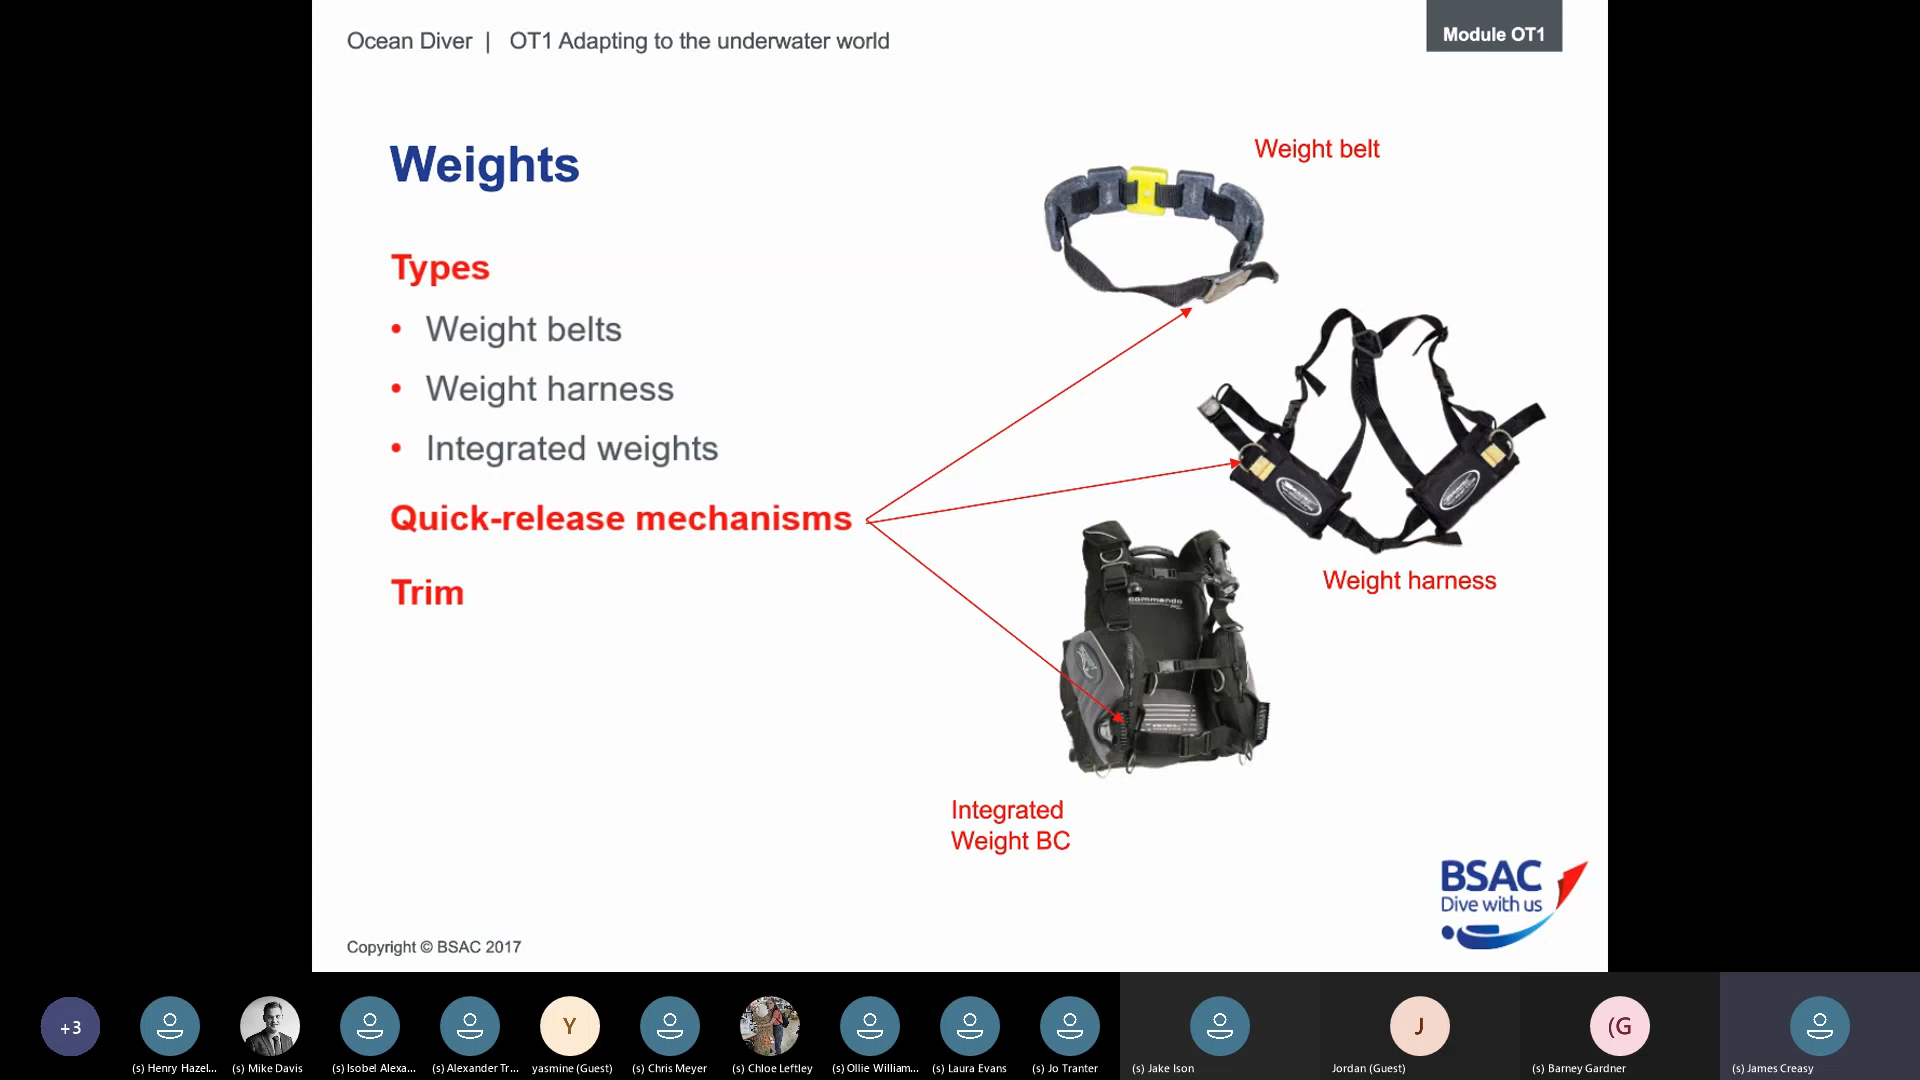 Ocean Diver | OT1 Adapting to the underwater world
Module OT1
Weights
Types
• Weight belts
• Weight harness
• Integrated weights
Quick-release mechanisms
Trim
Weight belt
Weight harness
commando
Integrated
Weight BC
BSAC
Dive with us
Copyright © BSAC 2017
+3
Y
J
(G
(s) Henry Hazel...
(s) Mike Davis
(s) Isobel Alexa...
(s) Alexander Tr...
yasmine (Guest)
(s) Chris Meyer
(s) Chloe Leftley
(s) Ollie William...
(s) Laura Evans
(s) Jo Tranter
(s) Jake Ison
Jordan (Guest)
(s) Barney Gardner
(s) James Creasy